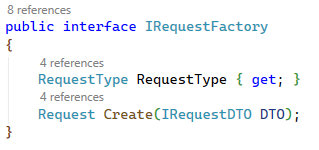 8 references
public interface IRequestFactory
{
4 references
RequestType RequestType { get; }
4 references
Request Create(IRequestDTO DTO);
}